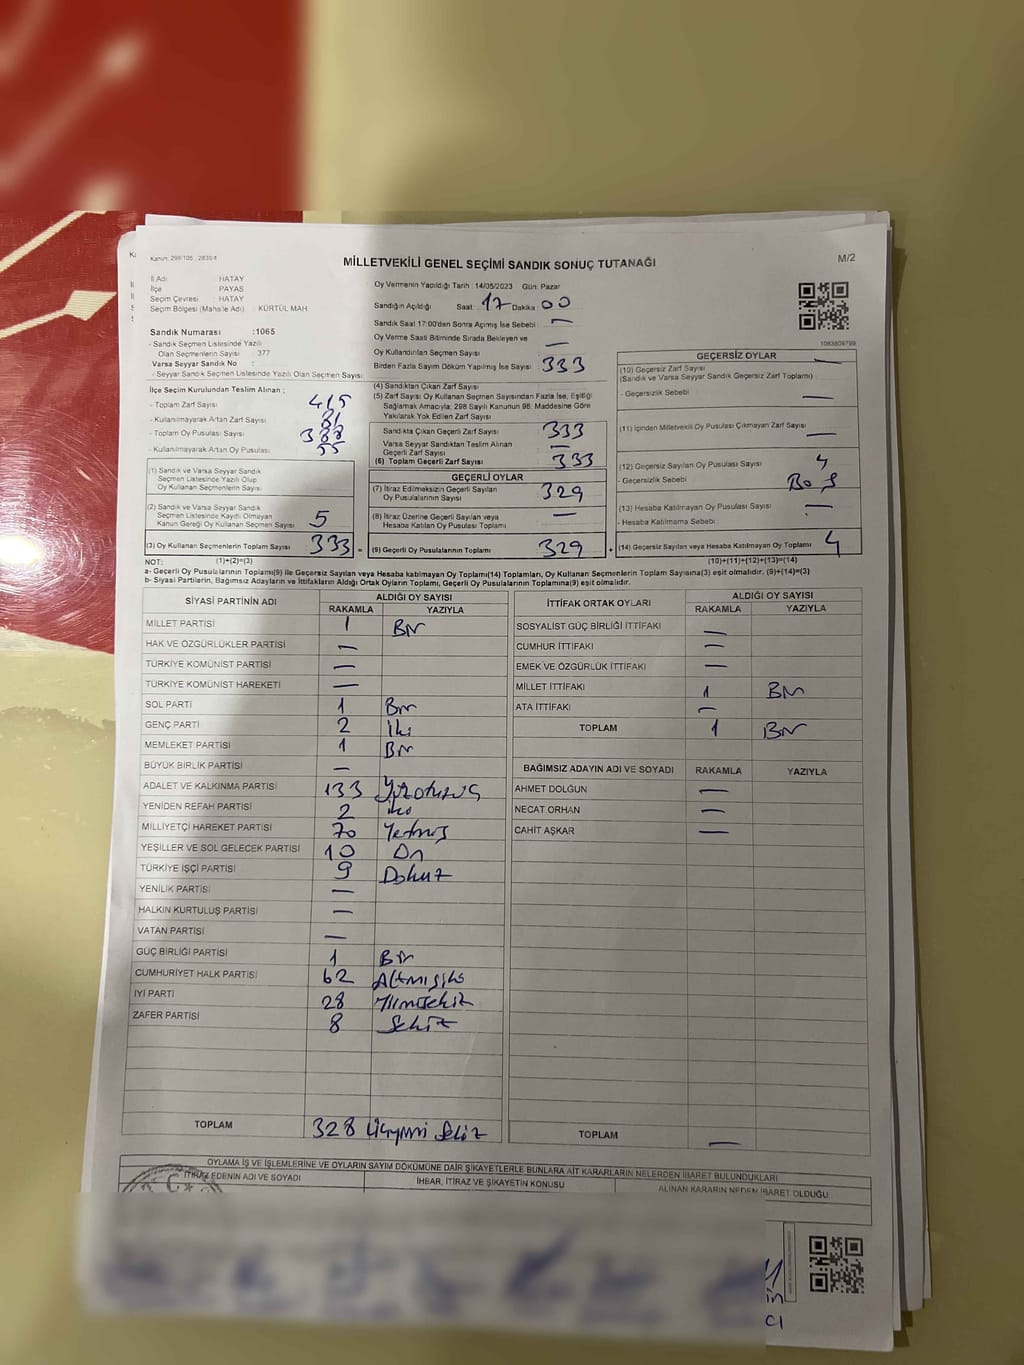 Kanun, 298/105 , 2839/4
MİLLETVEKİLİ GENEL SEÇİMİ SANDIK SONUÇ TUTANAĞI
M/2
İl Adı HATAY
İlçe PAYAS
Seçim Çevresi HATAY
Seçim Bölgesi (Mahalle Adı) : KÜRTÜL MAH
Sandık Numarası :1065
- Sandık Seçmen Listesinde Yazılı
Olan Seçmenlerin Sayısı : 377
Varsa Seyyar Sandık No :
- Seyyar Sandık Seçmen Listesinde Yazılı Olan Seçmen Sayısı
Oy Vermenin Yapıldığı Tarih : 14/05/2023 Gün: Pazar
Sandığın Açıldığı Saat 17 Dakika 00
Sandık Saat 17:00'den Sonra Açımış İse Sebebi : —
Oy Verme Saati Bitiminde Sırada Bekleyen ve
Oy Kullandırılan Seçmen Sayısı —
Birden Fazla Sayım Döküm Yapılmış İse Sayısı : 333
1083809799
İlçe Seçim Kurulundan Teslim Alınan ;
- Toplam Zarf Sayısı 415
- Kullanılmayarak Artan Zarf Sayısı
- Toplam Oy Pusulası Sayısı
- Kullanılmayarak Artan Oy Pusulası 55
(1) Sandık ve Varsa Seyyar Sandık
Seçmen Listesinde Yazılı Olup
Oy Kullanan Seçmenlerin Sayısı
(2) Sandık ve Varsa Seyyar Sandık
Seçmen Listesinde Kayıtlı Olmayan
Kanun Gereği Oy Kullanan Seçmen Sayısı 5
(3) Oy Kullanan Seçmenlerin Toplam Sayısı 333 =
(4) Sandıktan Çıkan Zarf Sayısı
(5) Zarf Sayısı Oy Kullanan Seçmen Sayısından Fazla İse, Eşitliği
Sağlamak Amacıyla; 298 Sayılı Kanunun 98. Maddesine Göre
Yakılarak Yok Edilen Zarf Sayısı
Sandıkta Çıkan Geçerli Zarf Sayısı 333
Varsa Seyyar Sandıktan Teslim Alınan
Geçerli Zarf Sayısı —
(6) Toplam Geçerli Zarf Sayısı 333
GEÇERLİ OYLAR
(7) İtiraz Edilmeksizin Geçerli Sayılan
Oy Pusulalarının Sayısı 329
(8) İtiraz Üzerine Geçerli Sayılan veya
Hesaba Katılan Oy Pusulası Toplamı —
(9) Geçerli Oy Pusulalarının Toplamı 329 +
GEÇERSİZ OYLAR
(10) Geçersiz Zarf Sayısı —
(Sandık ve Varsa Seyyar Sandık Geçersiz Zarf Toplamı)
- Geçersizlik Sebebi —
(11) İçinden Milletvekili Oy Pusulası Çıkmayan Zarf Sayısı —
(12) Geçersiz Sayılan Oy Pusulası Sayısı 4
- Geçersizlik Sebebi Boş
(13) Hesaba Katılmayan Oy Pusulası Sayısı —
- Hesaba Katılmama Sebebi
(14) Geçersiz Sayılan veya Hesaba Katılmayan Oy Toplamı 4
NOT: (1)+(2)=(3) (10)+(11)+(12)+(13)=(14)
a- Geçerli Oy Pusulalarının Toplamı(9) ile Geçersiz Sayılan veya Hesaba katılmayan Oy Toplamı(14) Toplamları, Oy Kullanan Seçmenlerin Toplam Sayısına(3) eşit olmalıdır. (9)+(14)=(3)
b- Siyasi Partilerin, Bağımsız Adayların ve İttifakların Aldığı Oy Ortak Oyların Toplamı, Geçerli Oy Pusulalarının Toplamına(9) eşit olmalıdır.
SİYASİ PARTİNİN ADI ALDIĞI OY SAYISI
RAKAMLA YAZIYLA
MİLLET PARTİSİ 1 Bir
HAK VE ÖZGÜRLÜKLER PARTİSİ —
TÜRKİYE KOMÜNİST PARTİSİ —
TÜRKİYE KOMÜNİST HAREKETİ —
SOL PARTİ 1 Bir
GENÇ PARTİ 2 İki
MEMLEKET PARTİSİ 1 Bir
BÜYÜK BİRLİK PARTİSİ —
ADALET VE KALKINMA PARTİSİ 133 Yüzotuzüç
YENİDEN REFAH PARTİSİ 2 iki
MİLLİYETÇİ HAREKET PARTİSİ 70 Yetmiş
YEŞİLLER VE SOL GELECEK PARTİSİ 10 On
TÜRKİYE İŞÇİ PARTİSİ 9 Dokuz
YENİLİK PARTİSİ —
HALKIN KURTULUŞ PARTİSİ —
VATAN PARTİSİ —
GÜÇ BİRLİĞİ PARTİSİ 1 Bir
CUMHURİYET HALK PARTİSİ 62 Altmışiki
İYİ PARTİ 28 Yirmisekiz
ZAFER PARTİSİ 8 Sekiz
TOPLAM 328 Üçyüzyirmi Sekiz
İTTİFAK ORTAK OYLARI ALDIĞI OY SAYISI
RAKAMLA YAZIYLA
SOSYALİST GÜÇ BİRLİĞİ İTTİFAKI —
CUMHUR İTTİFAKI —
EMEK VE ÖZGÜRLÜK İTTİFAKI —
MİLLET İTTİFAKI 1 Bir
ATA İTTİFAKI —
TOPLAM 1 Bir
BAĞIMSIZ ADAYIN ADI VE SOYADI RAKAMLA YAZIYLA
AHMET DOLĞUN —
NECAT ORHAN —
CAHİT AŞKAR —
TOPLAM —
OYLAMA İŞ VE İŞLEMLERİNE VE OYLARIN SAYIM DÖKÜMÜNE DAİR ŞİKAYETLERLE BUNLARA AİT KARARLARIN NELERDEN İBARET BULUNDUKLARI
İTİRAZ EDENİN ADI VE SOYADI İHBAR, İTİRAZ VE ŞİKAYETİN KONUSU ALINAN KARARIN NEDEN İBARET OLDUĞU